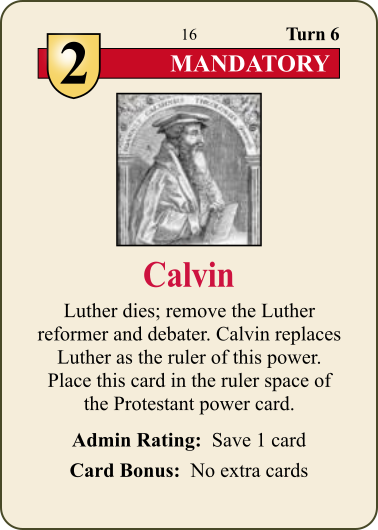 2
16
Turn 6
MANDATORY
Calvin
Luther dies; remove the Luther
reformer and debater. Calvin replaces
Luther as the ruler of this power.
Place this card in the ruler space of
the Protestant power card.
Admin Rating: Save 1 card
Card Bonus: No extra cards